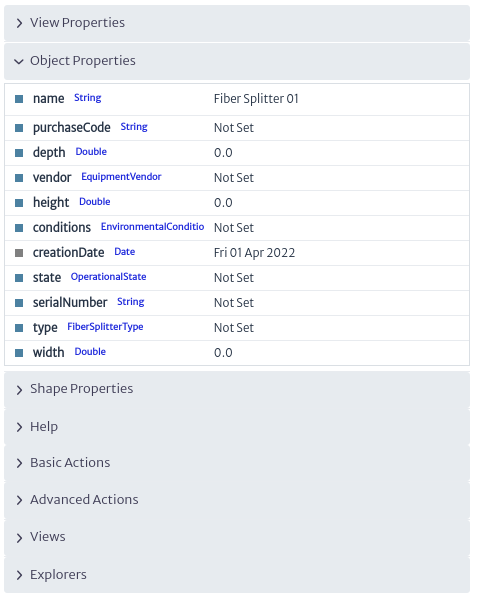 View Properties
Object Properties
name String Fiber Splitter 01
purchaseCode String Not Set
depth Double 0.0
vendor EquipmentVendor Not Set
height Double 0.0
conditions EnvironmentalConditio Not Set
creationDate Date Fri 01 Apr 2022
state OperationalState Not Set
serialNumber String Not Set
type FiberSplitterType Not Set
width Double 0.0
Shape Properties
Help
Basic Actions
Advanced Actions
Views
Explorers